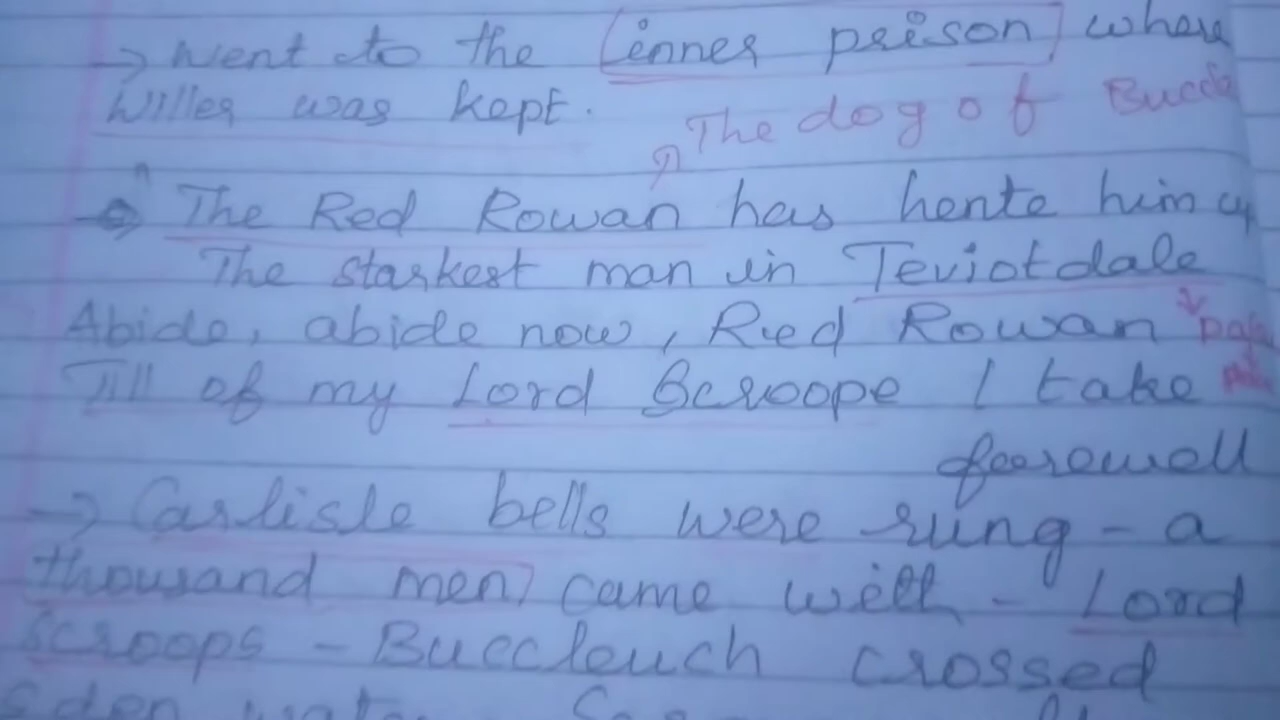 → Went to the (inner prison) where
Willer was kept.
The dog of
The Red Rowan has hente him up
The starkest man in Teviotdale
Abide, abide now, Red Rowan
Till of my Lord Scroope I take
farewell
→ Carlisle bells were rung - a
thousand men) came with - Lord
Scroops - Buccleuch crossed